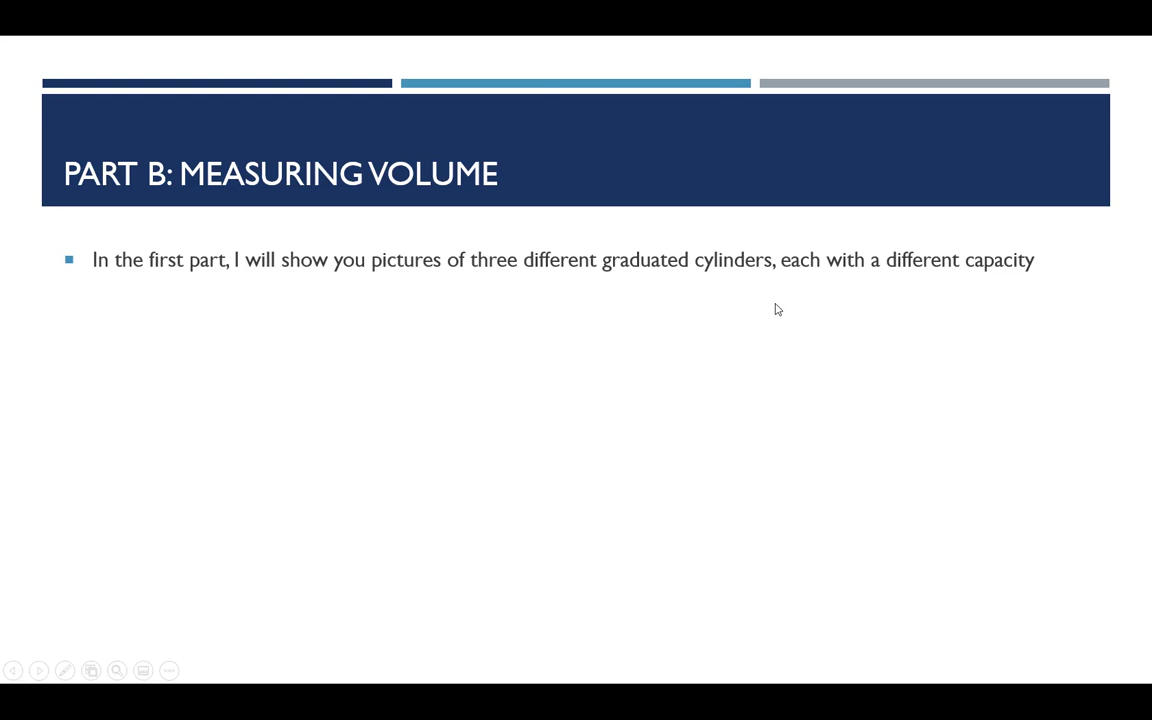 PART B: MEASURING VOLUME
In the first part, I will show you pictures of three different graduated cylinders, each with a different capacity